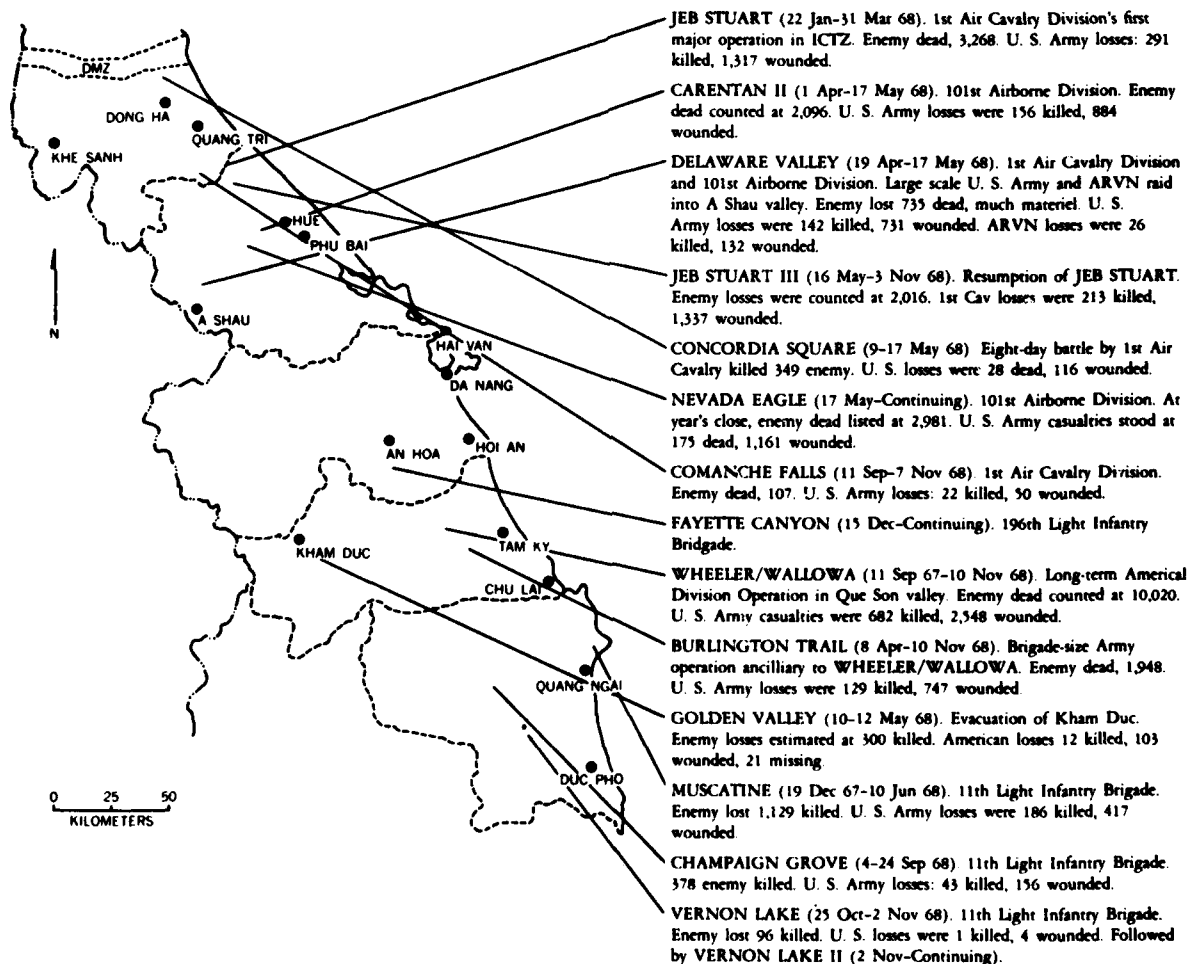 DMZ
DONG HA
QUANG TRI
KHE SANH
HUE
PHU BAI
N
A SHAU
HAI VAN
DA NANG
AN HOA
HOI AN
TAM KY
KHAM DUC
CHU LAI
QUANG NGAI
DUC PHO
0 25 50
KILOMETERS
JEB STUART (22 Jan-31 Mar 68). 1st Air Cavalry Division's first
major operation in ICTZ. Enemy dead, 3,268. U. S. Army losses: 291
killed, 1,317 wounded.
CARENTAN II (1 Apr-17 May 68). 101st Airborne Division. Enemy
dead counted at 2,096. U. S. Army losses were 156 killed, 884
wounded.
DELAWARE VALLEY (19 Apr-17 May 68). 1st Air Cavalry Division
and 101st Airborne Division. Large scale U. S. Army and ARVN raid
into A Shau valley. Enemy lost 735 dead, much materiel. U. S.
Army losses were 142 killed, 731 wounded. ARVN losses were 26
killed, 132 wounded.
JEB STUART III (16 May-3 Nov 68). Resumption of JEB STUART.
Enemy losses were counted at 2,016. 1st Cav losses were 213 killed,
1,337 wounded.
CONCORDIA SQUARE (9-17 May 68) Eight-day battle by 1st Air
Cavalry killed 349 enemy. U. S. losses were 28 dead, 116 wounded.
NEVADA EAGLE (17 May-Continuing). 101st Airborne Division. At
year's close, enemy dead listed at 2,981. U. S. Army casualties stood at
175 dead, 1,161 wounded.
COMANCHE FALLS (11 Sep-7 Nov 68). 1st Air Cavalry Division.
Enemy dead, 107. U. S. Army losses: 22 killed, 50 wounded.
FAYETTE CANYON (15 Dec-Continuing). 196th Light Infantry
Bridgade.
WHEELER/WALLOWA (11 Sep 67-10 Nov 68). Long-term Americal
Division Operation in Que Son valley. Enemy dead counted at 10,020.
U. S. Army casualties were 682 killed, 2,548 wounded.
BURLINGTON TRAIL (8 Apr-10 Nov 68). Brigade-size Army
operation ancilliary to WHEELER/WALLOWA. Enemy dead, 1,948.
U. S. Army losses were 129 killed, 747 wounded
GOLDEN VALLEY (10-12 May 68). Evacuation of Kham Duc.
Enemy losses estimated at 300 killed. American losses 12 killed, 103
wounded, 21 missing.
MUSCATINE (19 Dec 67-10 Jun 68). 11th Light Infantry Brigade.
Enemy lost 1,129 killed. U. S. Army losses were 186 killed, 417
wounded.
CHAMPAIGN GROVE (4-24 Sep 68) 11th Light Infantry Brigade.
378 enemy killed. U. S. Army losses: 43 killed, 156 wounded.
VERNON LAKE (25 Oct-2 Nov 68). 11th Light Infantry Brigade.
Enemy lost 96 killed. U. S. losses were 1 killed, 4 wounded. Followed
by VERNON LAKE II (2 Nov-Continuing).